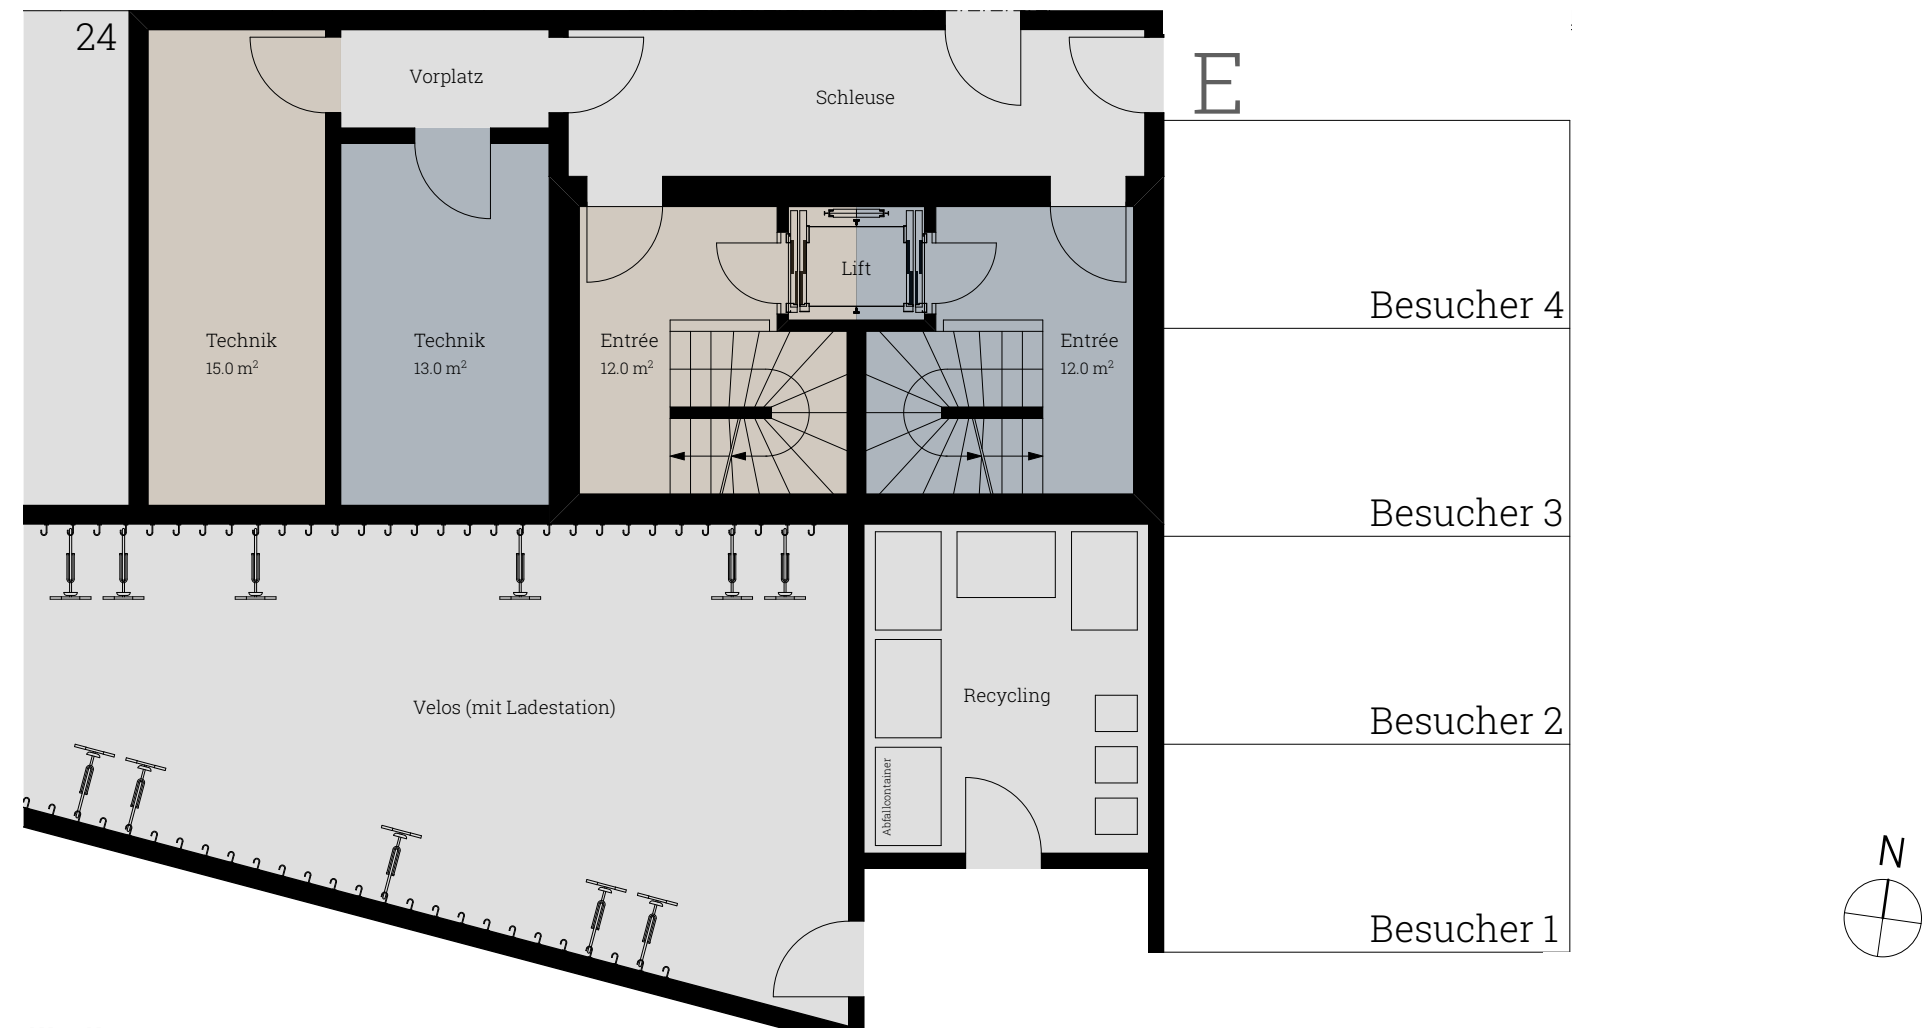 24
Vorplatz
Schleuse
E
Lift
Besucher 4
Technik
15.0 m²
Technik
13.0 m²
Entrée
12.0 m²
Entrée
12.0 m²
Besucher 3
Velos (mit Ladestation)
Recycling
Besucher 2
Abfallcontainer
N
Besucher 1